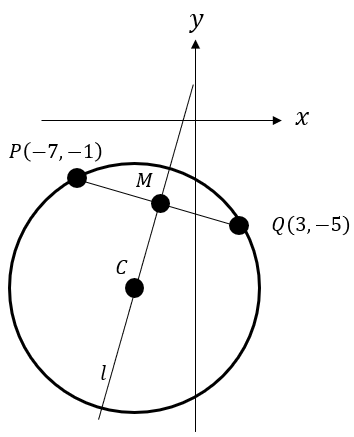 y
x
P(−7, −1)
M
Q(3, −5)
C
l